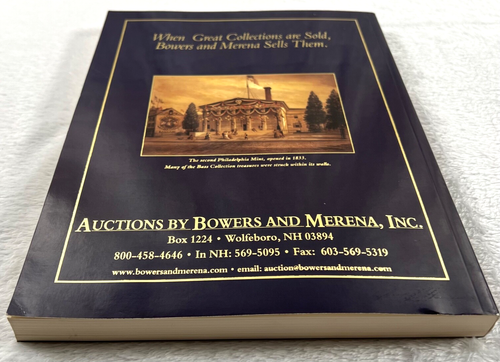 When Great Collections are Sold,
Bowers and Merena Sells Them.
The second Philadelphia Mint, opened in 1833.
Many of the Bass Collection treasures were struck within its walls.
AUCTIONS BY BOWERS AND MERENA, INC.
Box 1224 • Wolfeboro, NH 03894
800-458-4646 • In NH: 569-5095 • Fax: 603-569-5319
www.bowersandmerena.com • email: auction@bowersandmerena.com